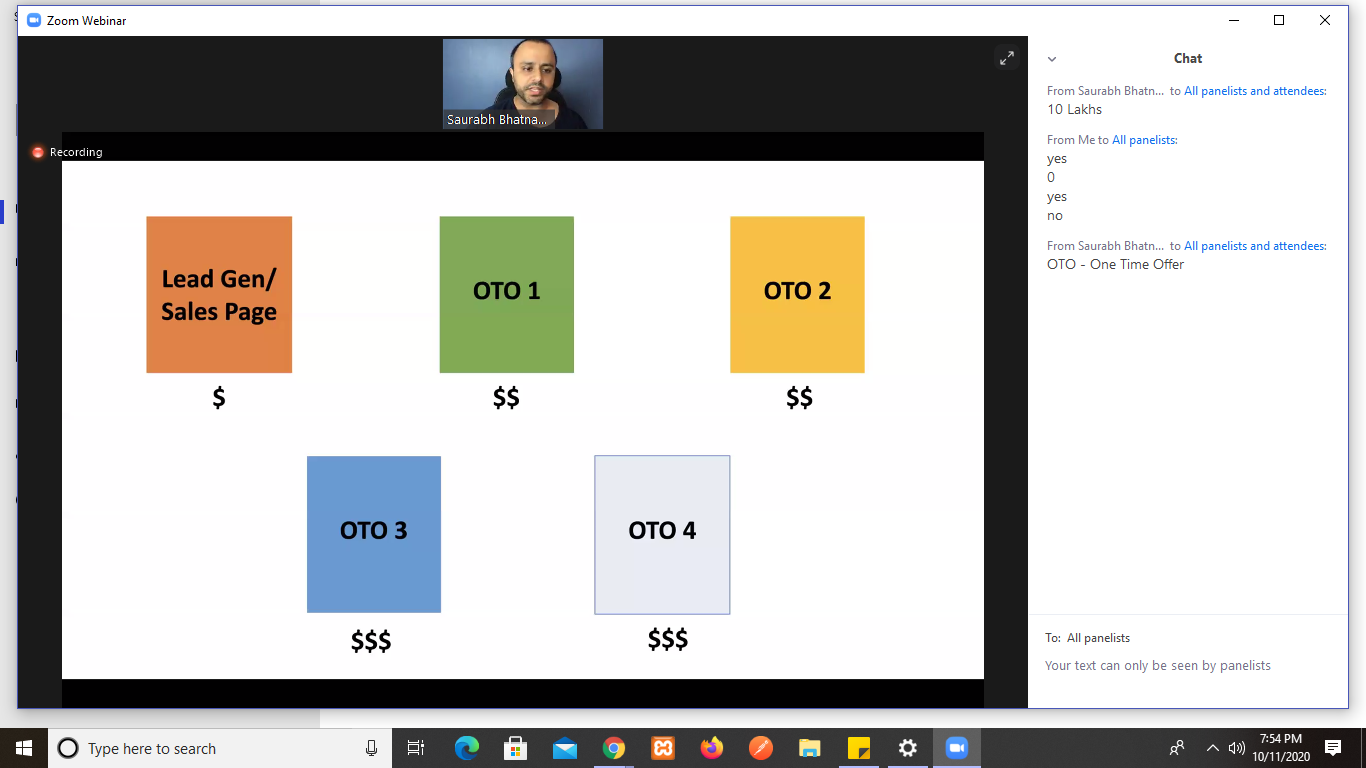 Zoom Webinar
Saurabh Bhatna...
Recording
Lead Gen/
Sales Page
$
OTO 1
$$
OTO 2
$$
OTO 3
$$$
OTO 4
$$$
Chat
From Saurabh Bhatn... to All panelists and attendees:
10 Lakhs
From Me to All panelists:
yes
0
yes
no
From Saurabh Bhatn... to All panelists and attendees:
OTO - One Time Offer
To: All panelists
Your text can only be seen by panelists
Type here to search
7:54 PM
10/11/2020